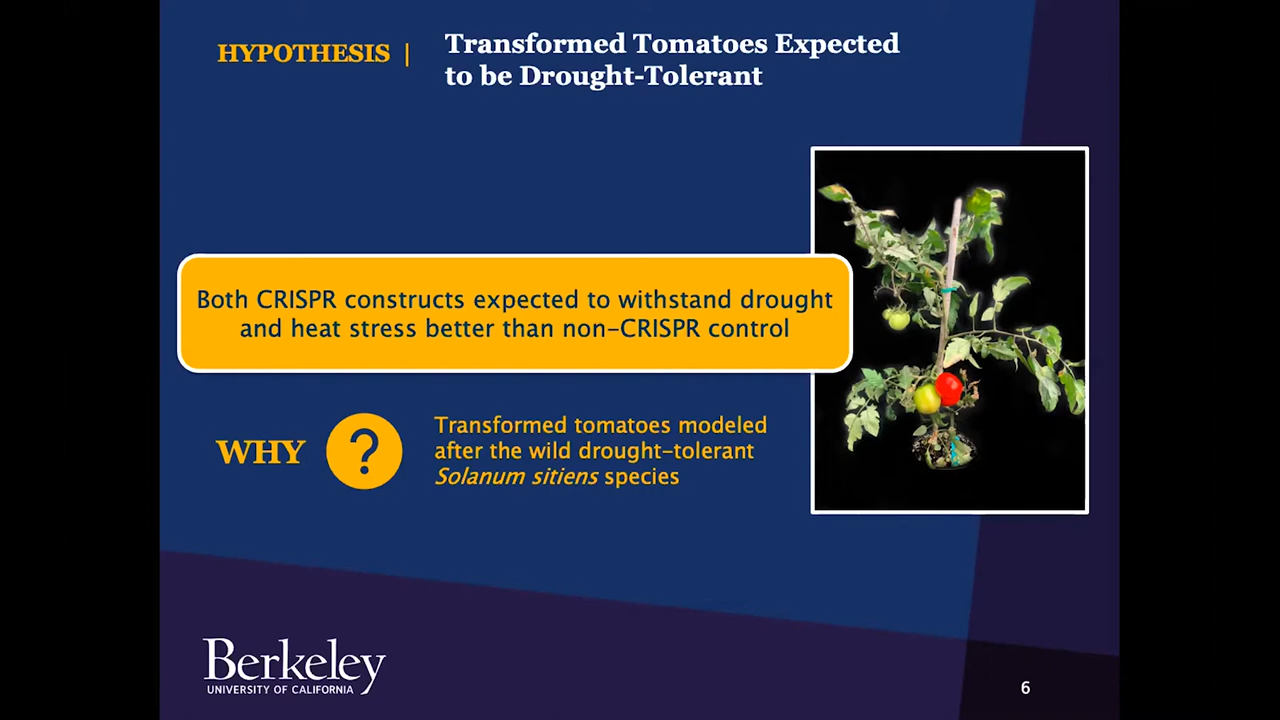 HYPOTHESIS |
Transformed Tomatoes Expected
to be Drought-Tolerant
Both CRISPR constructs expected to withstand drought
and heat stress better than non-CRISPR control
WHY
?
Transformed tomatoes modeled
after the wild drought-tolerant
Solanum sitiens species
Berkeley
UNIVERSITY OF CALIFORNIA
6